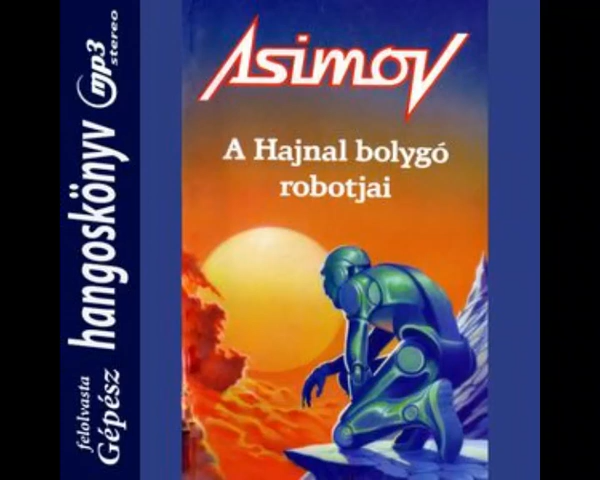 felolvasta
Gépész
hangoskönyv
mp3
stereo
Asimov
A Hajnal bolygó
robotjai